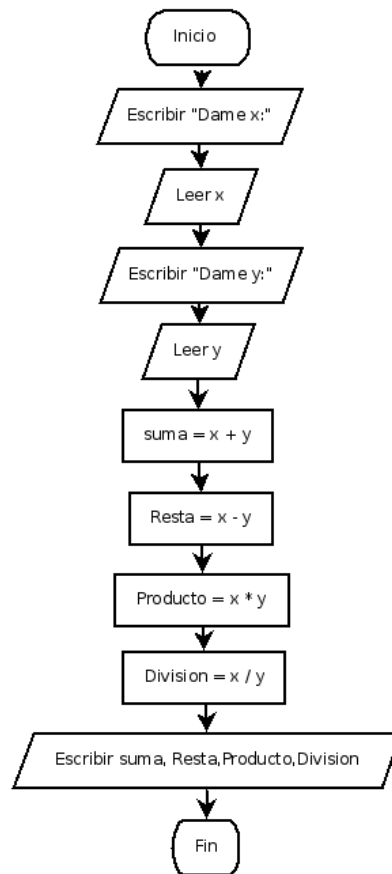 Inicio
Escribir "Dame x:"
Leer x
Escribir "Dame y:"
Leer y
suma = x + y
Resta = x - y
Producto = x * y
Division = x / y
Escribir suma, Resta,Producto,Division
Fin